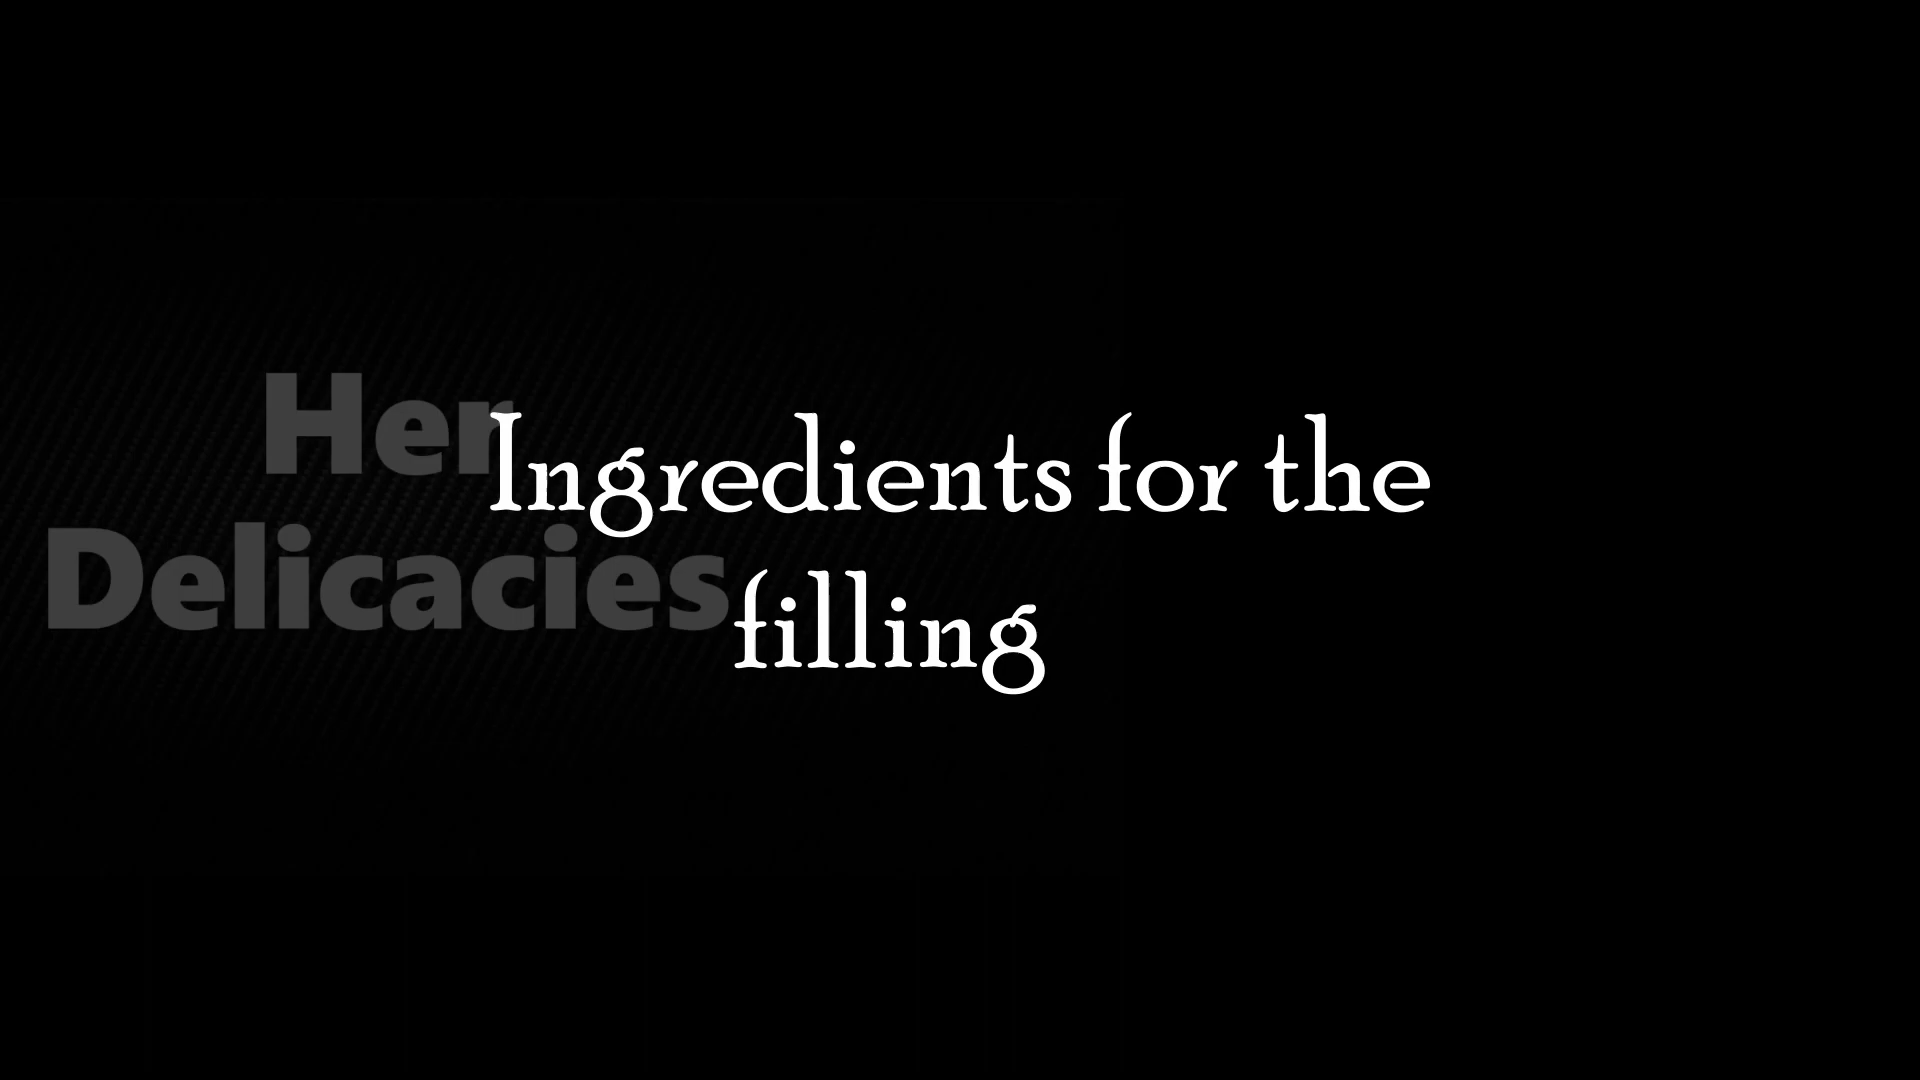 Her
Delicacies
Ingredients for the
filling